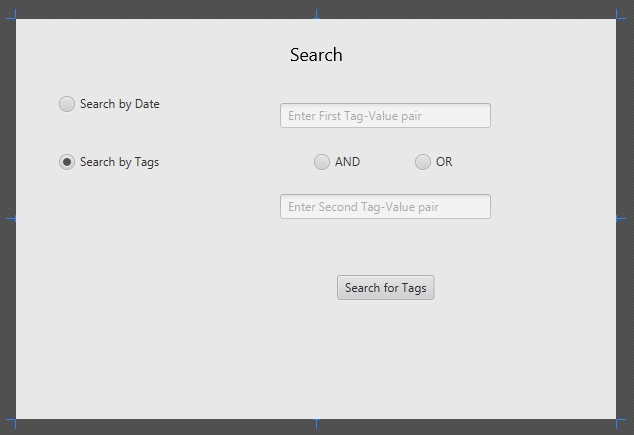 Search
Search by Date
Enter First Tag-Value pair
Search by Tags
AND
OR
Enter Second Tag-Value pair
Search for Tags